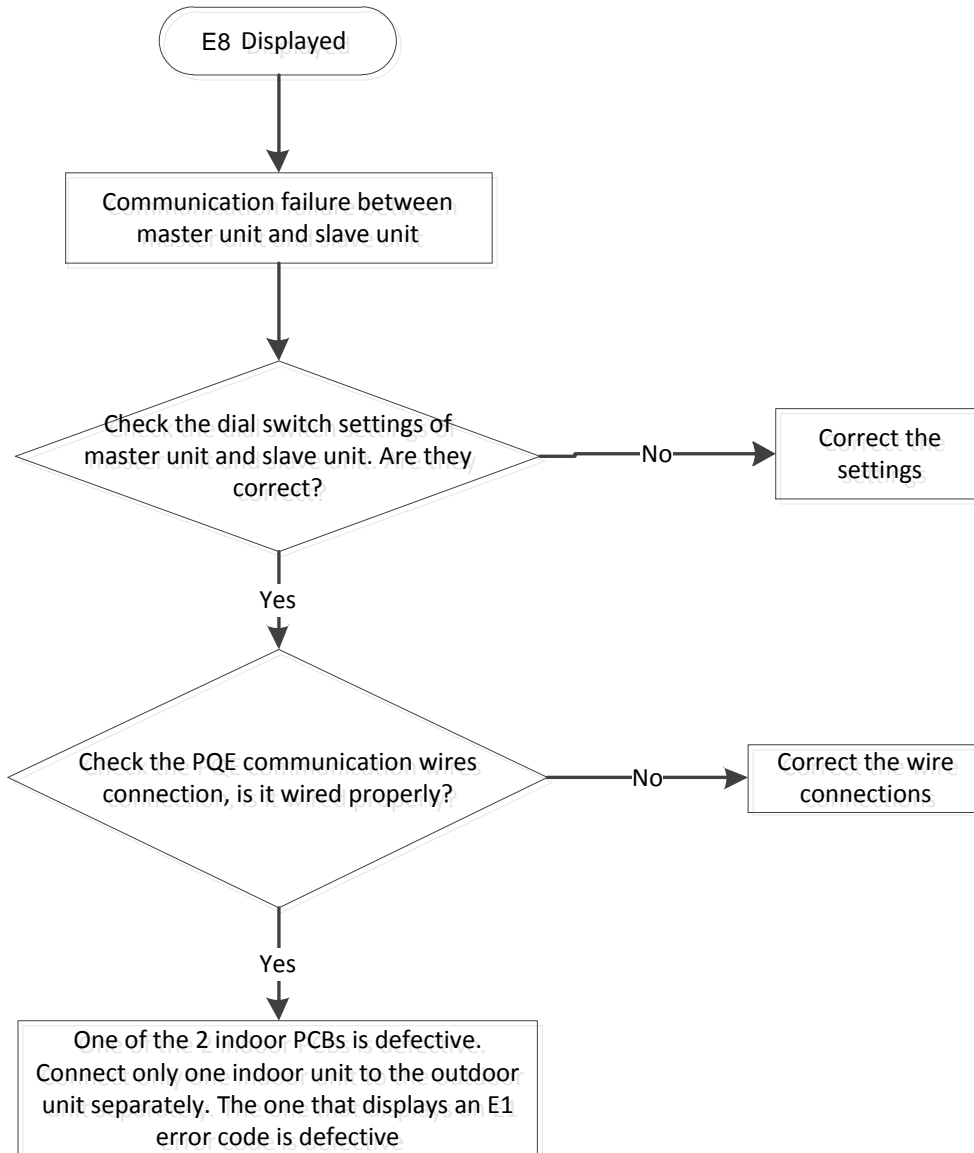 E8 Displayed
Communication failure between
master unit and slave unit
Check the dial switch settings of
master unit and slave unit. Are they
correct?
No
Correct the
settings
Yes
Check the PQE communication wires
connection, is it wired properly?
No
Correct the wire
connections
Yes
One of the 2 indoor PCBs is defective.
Connect only one indoor unit to the outdoor
unit separately. The one that displays an E1
error code is defective